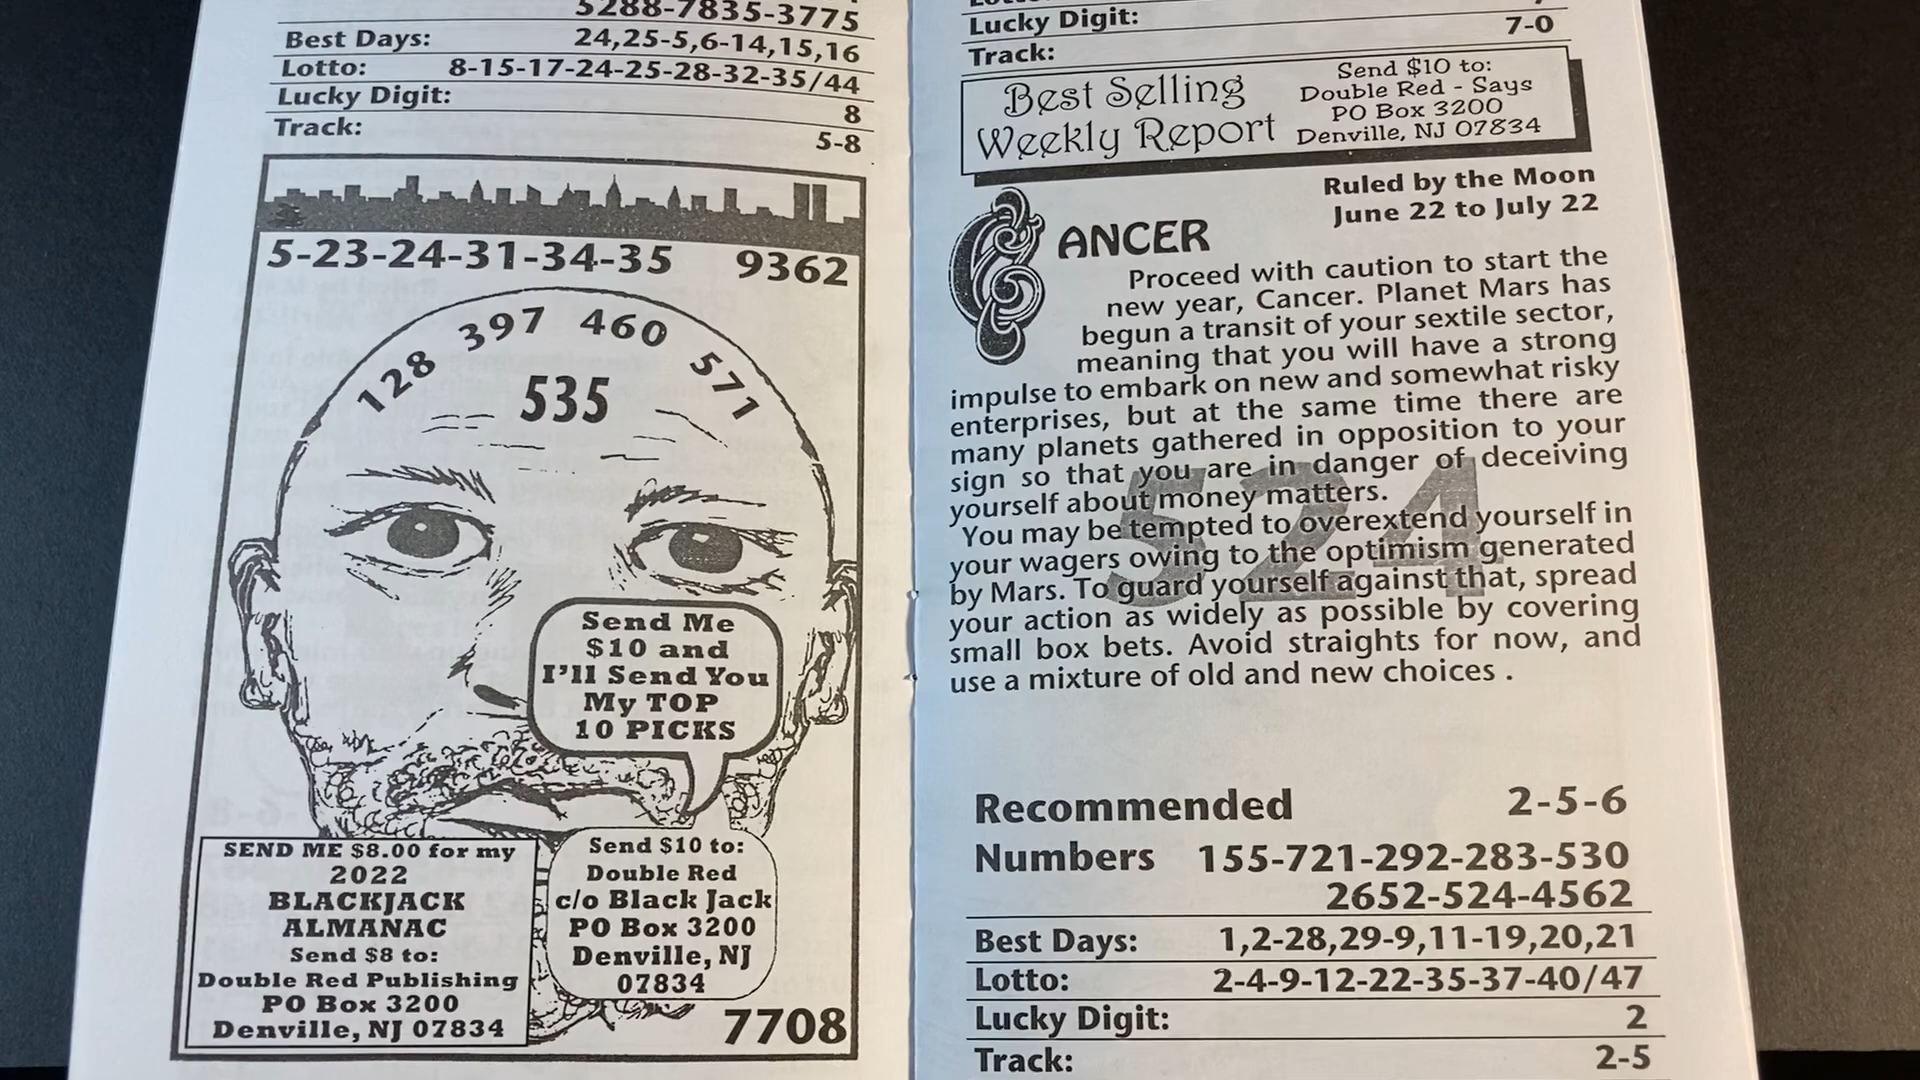 5288-7835-3775
Best Days: 24,25-5,6-14,15,16
Lotto: 8-15-17-24-25-28-32-35/44
Lucky Digit: 8
Track: 5-8
5-23-24-31-34-35 9362
128 397 460 571
535
Send Me
$10 and
I'll Send You
My TOP
10 PICKS
SEND ME $8.00 for my
2022
BLACKJACK
ALMANAC
Send $8 to:
Double Red Publishing
PO Box 3200
Denville, NJ 07834
Send $10 to:
Double Red
c/o Black Jack
PO Box 3200
Denville, NJ
07834
7708
Lucky Digit:
Track: 7-0
Best Selling
Weekly Report
Send $10 to:
Double Red - Says
PO Box 3200
Denville, NJ 07834
Ruled by the Moon
June 22 to July 22
CANCER
Proceed with caution to start the
new year, Cancer. Planet Mars has
begun a transit of your sextile sector,
meaning that you will have a strong
impulse to embark on new and somewhat risky
enterprises, but at the same time there are
many planets gathered in opposition to your
sign so that you are in danger of deceiving
yourself about money matters.
You may be tempted to overextend yourself in
your wagers owing to the optimism generated
by Mars. To guard yourself against that, spread
your action as widely as possible by covering
small box bets. Avoid straights for now, and
use a mixture of old and new choices .
524
Recommended 2-5-6
Numbers 155-721-292-283-530
2652-524-4562
Best Days: 1,2-28,29-9,11-19,20,21
Lotto: 2-4-9-12-22-35-37-40/47
Lucky Digit: 2
Track: 2-5